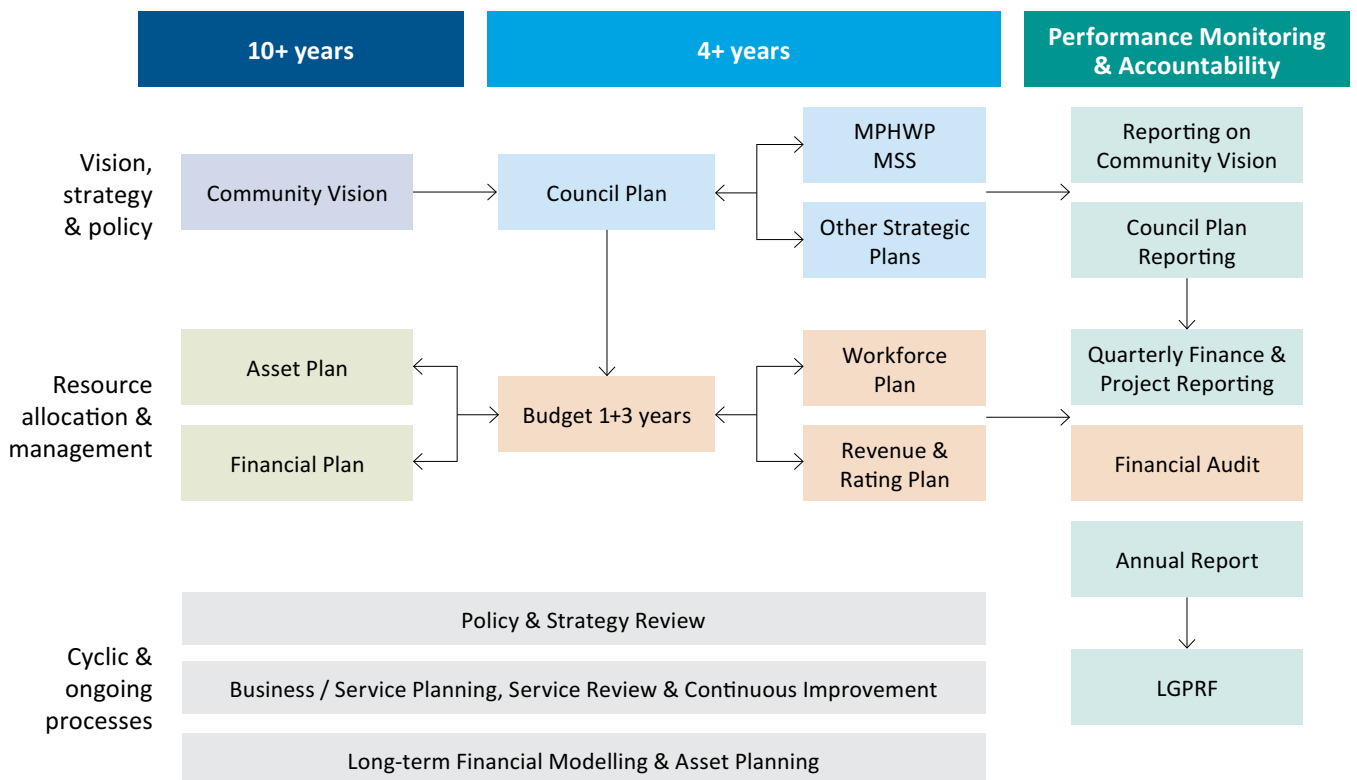 10+ years
4+ years
Performance Monitoring
& Accountability
Vision,
strategy
& policy
Community Vision
Council Plan
MPHWP
MSS
Other Strategic
Plans
Reporting on
Community Vision
Council Plan
Reporting
Resource
allocation &
management
Asset Plan
Financial Plan
Budget 1+3 years
Workforce
Plan
Revenue &
Rating Plan
Quarterly Finance &
Project Reporting
Financial Audit
Annual Report
LGPRF
Cyclic &
ongoing
processes
Policy & Strategy Review
Business / Service Planning, Service Review & Continuous Improvement
Long-term Financial Modelling & Asset Planning